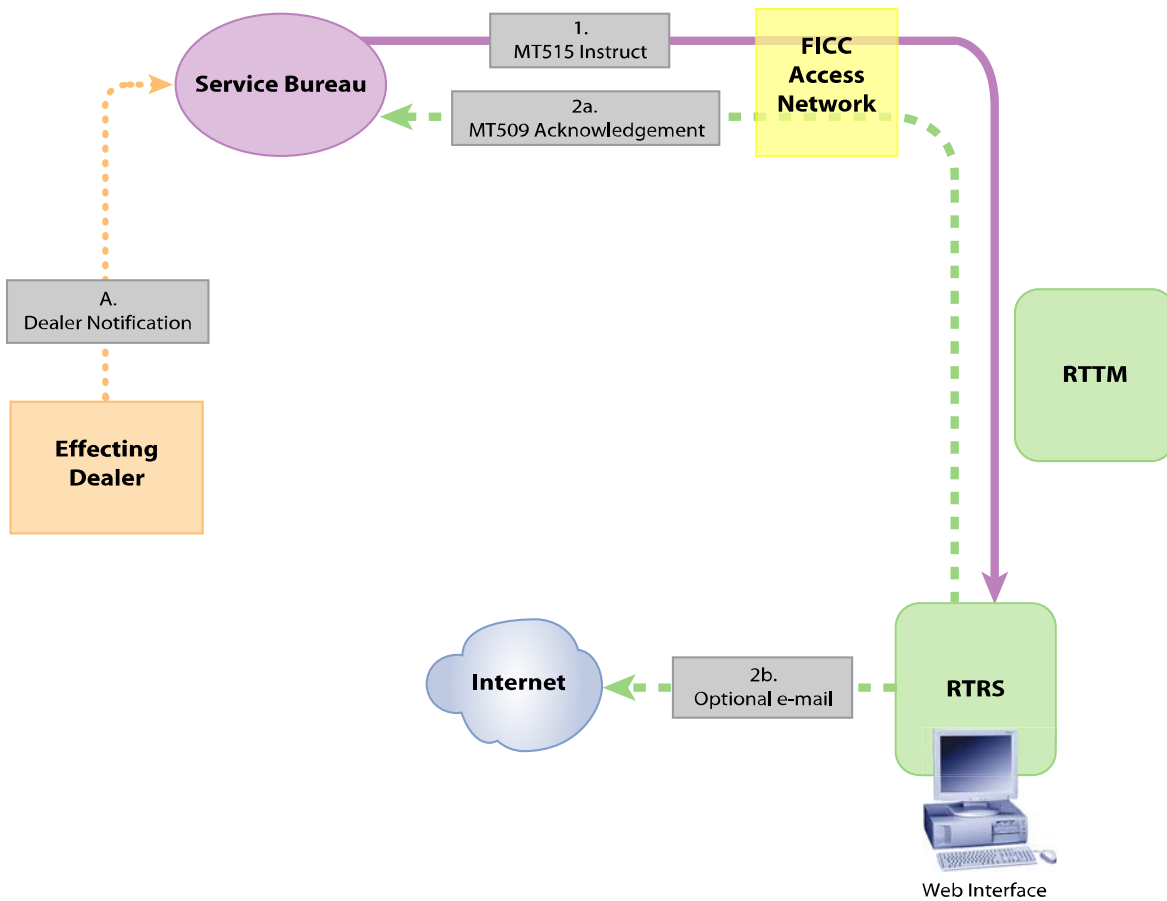 1.
MT515 Instruct
FICC
Access
Network
Service Bureau
2a.
MT509 Acknowledgement
A.
Dealer Notification
RTTM
Effecting
Dealer
Internet
2b.
Optional e-mail
RTRS
Web Interface